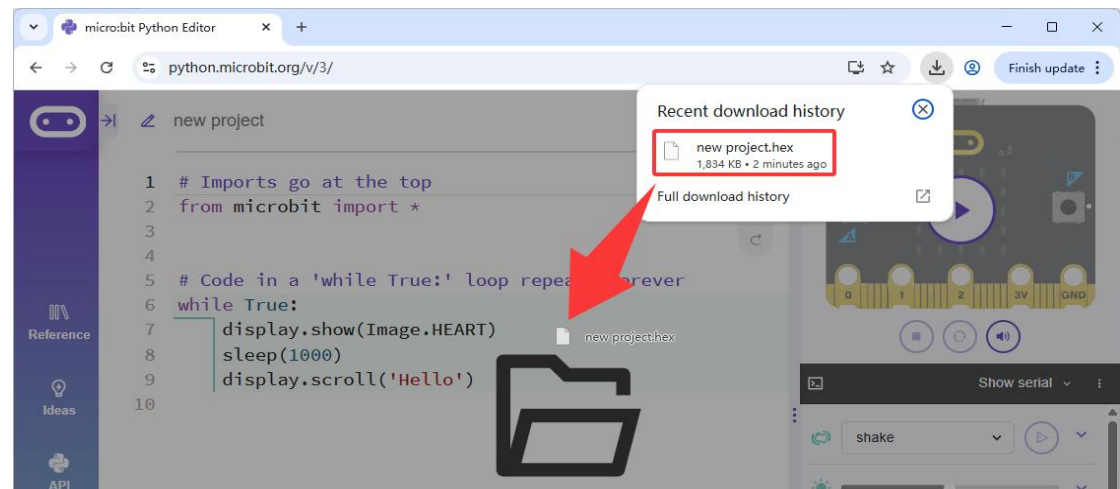 micro:bit Python Editor
python.microbit.org/v/3/
Finish update
new project
Recent download history
new project.hex
1,834 KB • 2 minutes ago
Full download history
1 # Imports go at the top
2 from microbit import *
3
4
5 # Code in a 'while True:' loop repea orever
6 while True:
7 display.show(Image.HEART)
8 sleep(1000)
9 display.scroll('Hello')
10
new project.hex
Reference
Ideas
API
0 1 2 3V GND
Show serial
shake